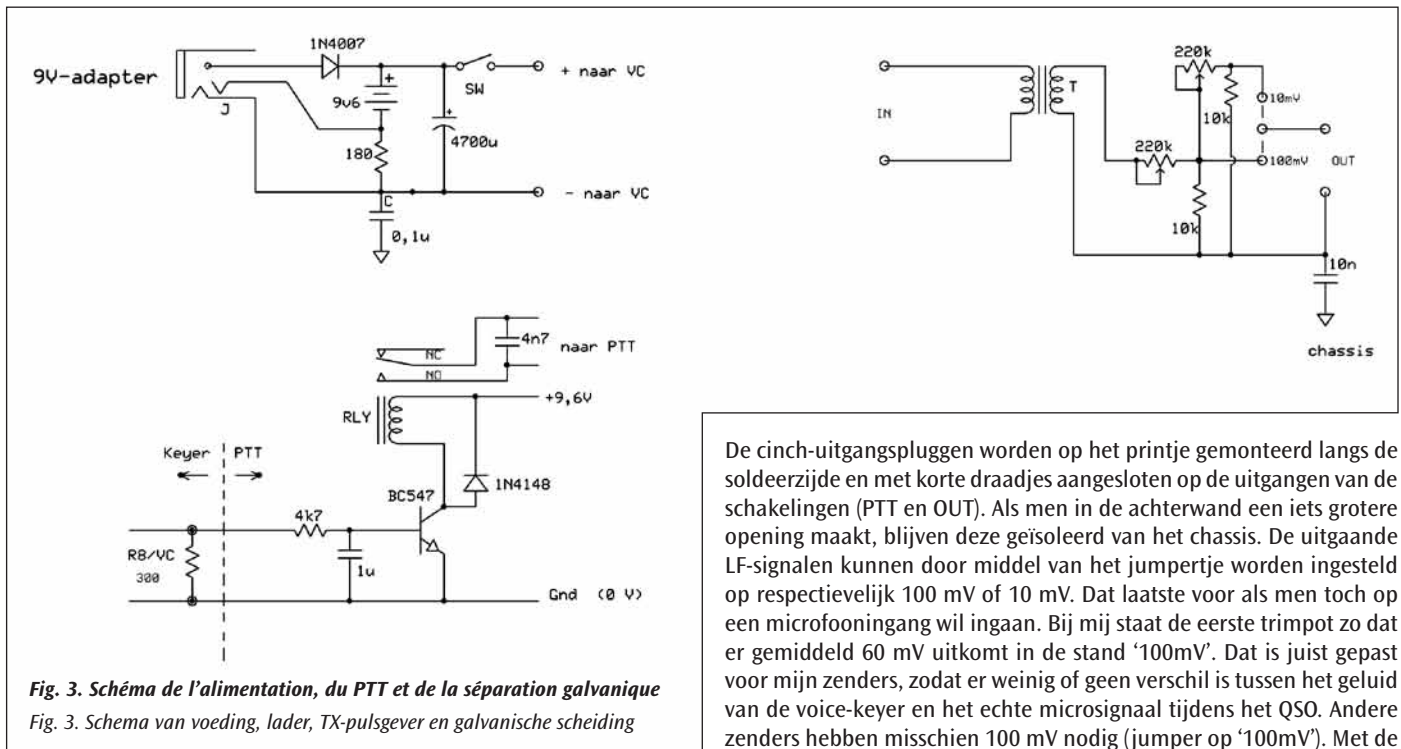 9V-adapter
J
1N4007
9v6
+
180
+
4700u
SW
+ naar VC
- naar VC
C
0,1u
IN
T
220k
220k
10k
10k
10mV
100mV
OUT
10n
chassis
NC
NO
4n7
naar PTT
RLY
+9,6V
Keyer
PTT
1N4148
BC547
4k7
1u
R8/VC
300
Gnd (0 V)
Fig. 3. Schéma de l'alimentation, du PTT et de la séparation galvanique
Fig. 3. Schema van voeding, lader, TX-pulsgever en galvanische scheiding
De cinch-uitgangspluggen worden op het printje gemonteerd langs de
soldeerzijde en met korte draadjes aangesloten op de uitgangen van de
schakelingen (PTT en OUT). Als men in de achterwand een iets grotere
opening maakt, blijven deze geïsoleerd van het chassis. De uitgaande
LF-signalen kunnen door middel van het jumpertje worden ingesteld
op respectievelijk 100 mV of 10 mV. Dat laatste voor als men toch op
een microfooningang wil ingaan. Bij mij staat de eerste trimpot zo dat
er gemiddeld 60 mV uitkomt in de stand ‘100mV’. Dat is juist gepast
voor mijn zenders, zodat er weinig of geen verschil is tussen het geluid
van de voice-keyer en het echte microsignaal tijdens het QSO. Andere
zenders hebben misschien 100 mV nodig (jumper op ‘100mV’). Met de